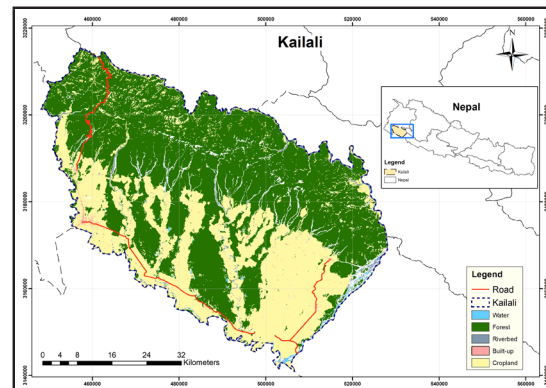 460000 480000 500000 520000 540000 560000
Kailali
3220000
3200000
3180000
3160000
3140000
Nepal
Legend
Kailali
Nepal
Legend
Road
Kailali
Water
Forest
Riverbed
Built-up
Cropland
0 4 8 16 24 32
Kilometers
460000 480000 500000 520000 540000 560000